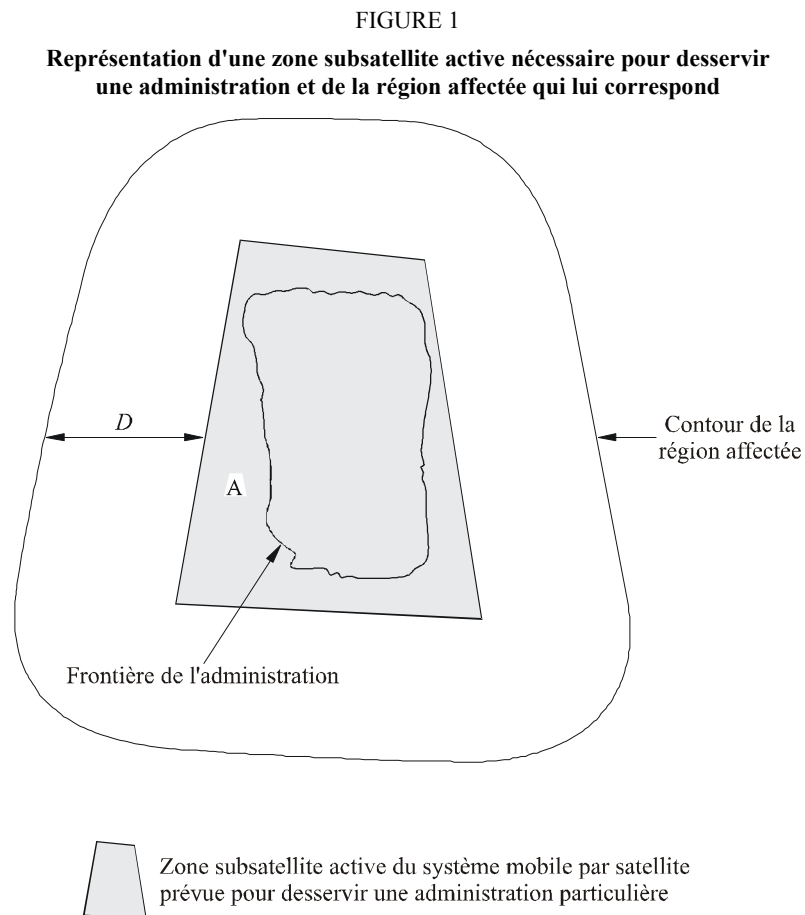 FIGURE 1
Représentation d'une zone subsatellite active nécessaire pour desservir
une administration et de la région affectée qui lui correspond
D
Contour de la
région affectée
A
Frontière de l'administration
Zone subsatellite active du système mobile par satellite
prévue pour desservir une administration particulière